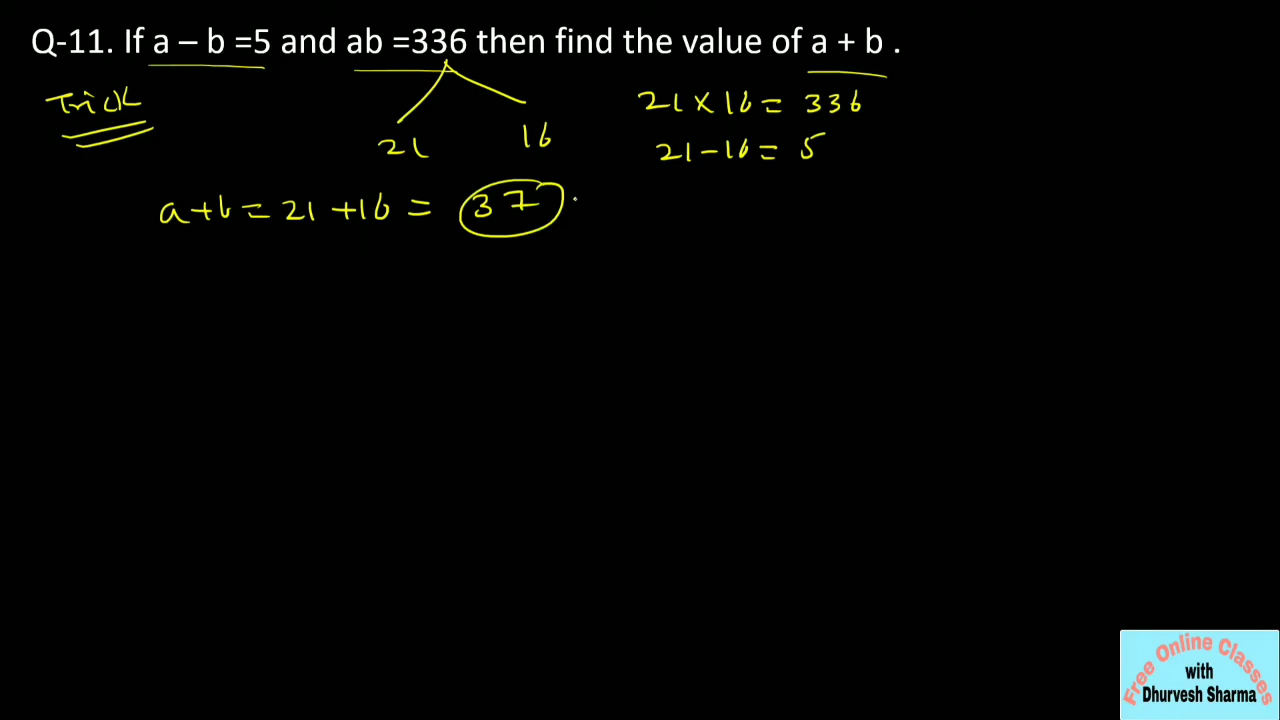 Q-11. If a – b =5 and ab =336 then find the value of a + b .
Trick
21 16
21 × 16 = 336
21 - 16 = 5
a+b = 21 + 16 = 37
Free Online Classes
with
Dhurvesh Sharma